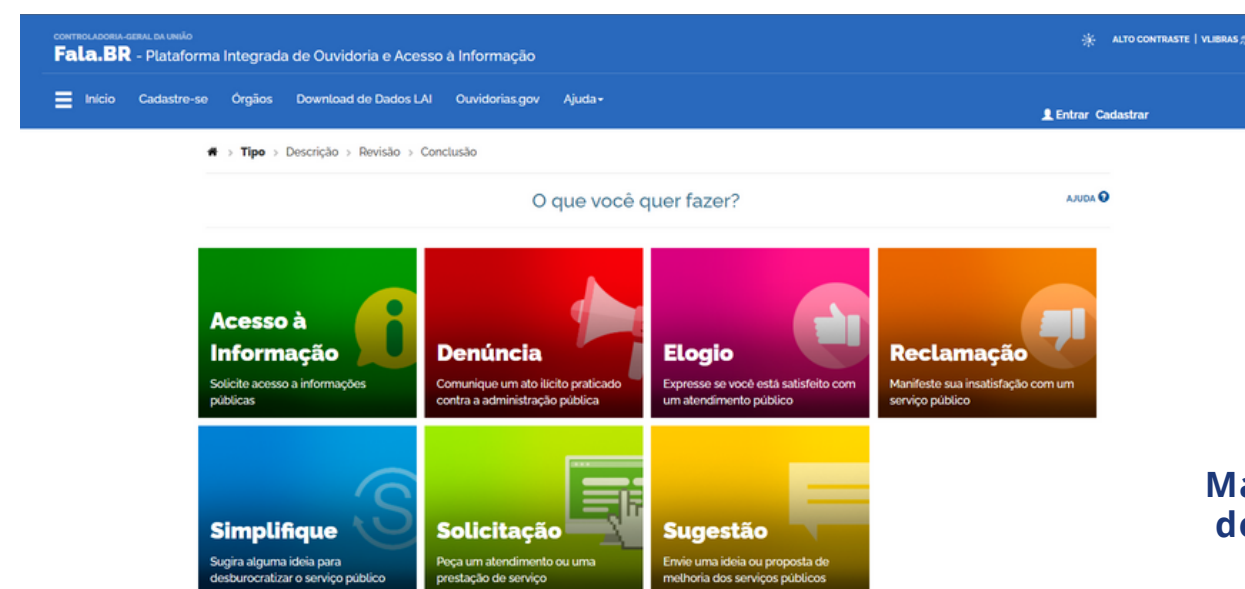 CONTROLADORIA-GERAL DA UNIÃO
Fala.BR - Plataforma Integrada de Ouvidoria e Acesso à Informação
ALTO CONTRASTE | VLIBRAS
Início Cadastre-se Órgãos Download de Dados LAI Ouvidorias.gov Ajuda
Entrar Cadastrar
> Tipo > Descrição > Revisão > Conclusão
O que você quer fazer?
AJUDA
Acesso à
Informação
Solicite acesso a informações
públicas
Denúncia
Comunique um ato ilícito praticado
contra a administração pública
Elogio
Expresse se você está satisfeito com
um atendimento público
Reclamação
Manifeste sua insatisfação com um
serviço público
Simplifique
Sugira alguma ideia para
desburocratizar o serviço público
Solicitação
Peça um atendimento ou uma
prestação de serviço
Sugestão
Envie uma ideia ou proposta de
melhoria dos serviços públicos